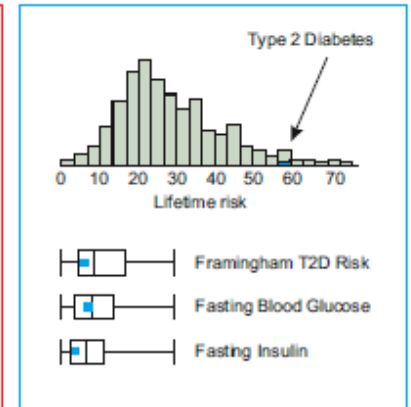 Type 2 Diabetes
0 10 20 30 40 50 60 70
Lifetime risk
Framingham T2D Risk
Fasting Blood Glucose
Fasting Insulin